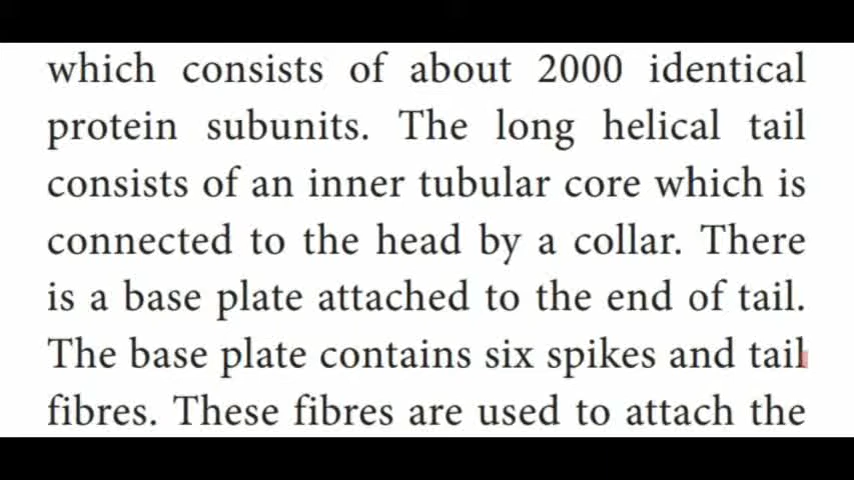 which consists of about 2000 identical
protein subunits. The long helical tail
consists of an inner tubular core which is
connected to the head by a collar. There
is a base plate attached to the end of tail.
The base plate contains six spikes and tail
fibres. These fibres are used to attach the